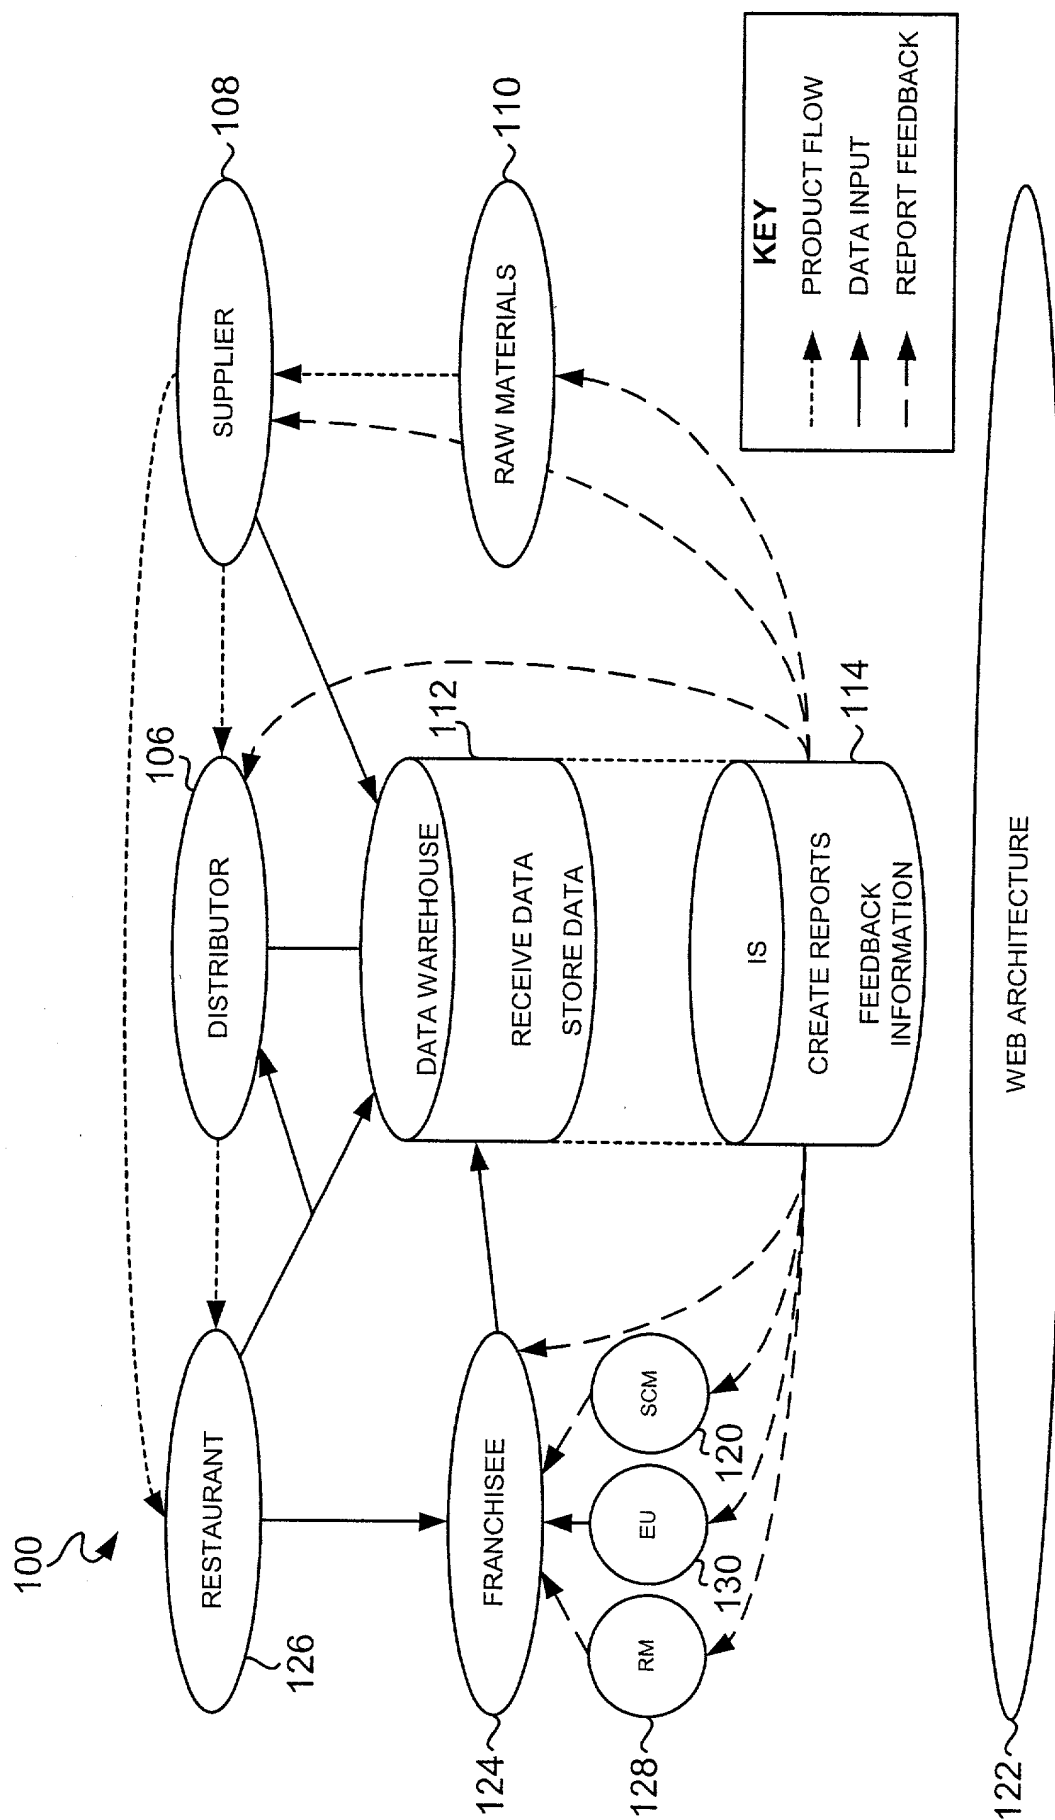 100
RESTAURANT
126
DISTRIBUTOR
106
SUPPLIER
108
FRANCHISEE
124
DATA WAREHOUSE
112
RECEIVE DATA
STORE DATA
RAW MATERIALS
110
RM
128
EU
130
SCM
120
IS
CREATE REPORTS
FEEDBACK
INFORMATION
114
KEY
PRODUCT FLOW
DATA INPUT
REPORT FEEDBACK
WEB ARCHITECTURE
122